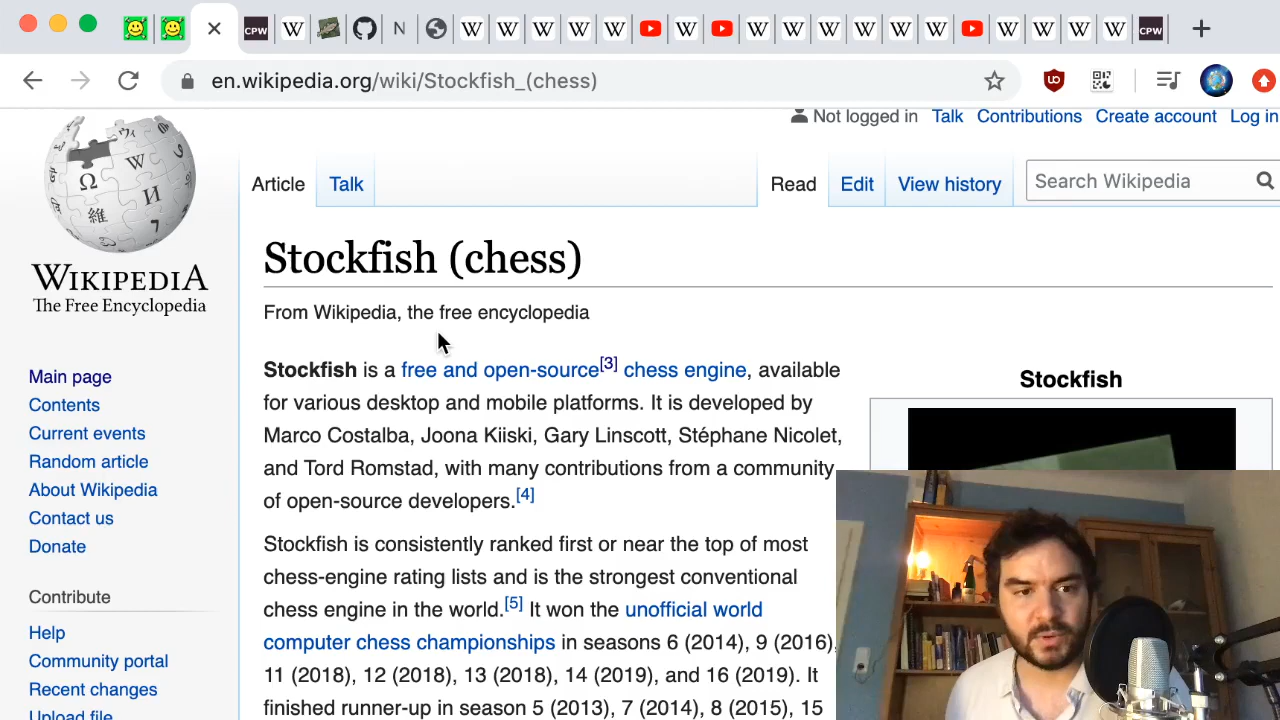 CPW
CPW
en.wikipedia.org/wiki/Stockfish_(chess)
Not logged in Talk Contributions Create account Log in
Article Talk Read Edit View history Search Wikipedia
WIKIPEDIA
The Free Encyclopedia
Main page
Contents
Current events
Random article
About Wikipedia
Contact us
Donate
Contribute
Help
Community portal
Recent changes
Upload file
Stockfish (chess)
From Wikipedia, the free encyclopedia
Stockfish is a free and open-source[3] chess engine, available
for various desktop and mobile platforms. It is developed by
Marco Costalba, Joona Kiiski, Gary Linscott, Stéphane Nicolet,
and Tord Romstad, with many contributions from a community
of open-source developers.[4]
Stockfish is consistently ranked first or near the top of most
chess-engine rating lists and is the strongest conventional
chess engine in the world.[5] It won the unofficial world
computer chess championships in seasons 6 (2014), 9 (2016),
11 (2018), 12 (2018), 13 (2018), 14 (2019), and 16 (2019). It
finished runner-up in season 5 (2013), 7 (2014), 8 (2015), 15
Stockfish